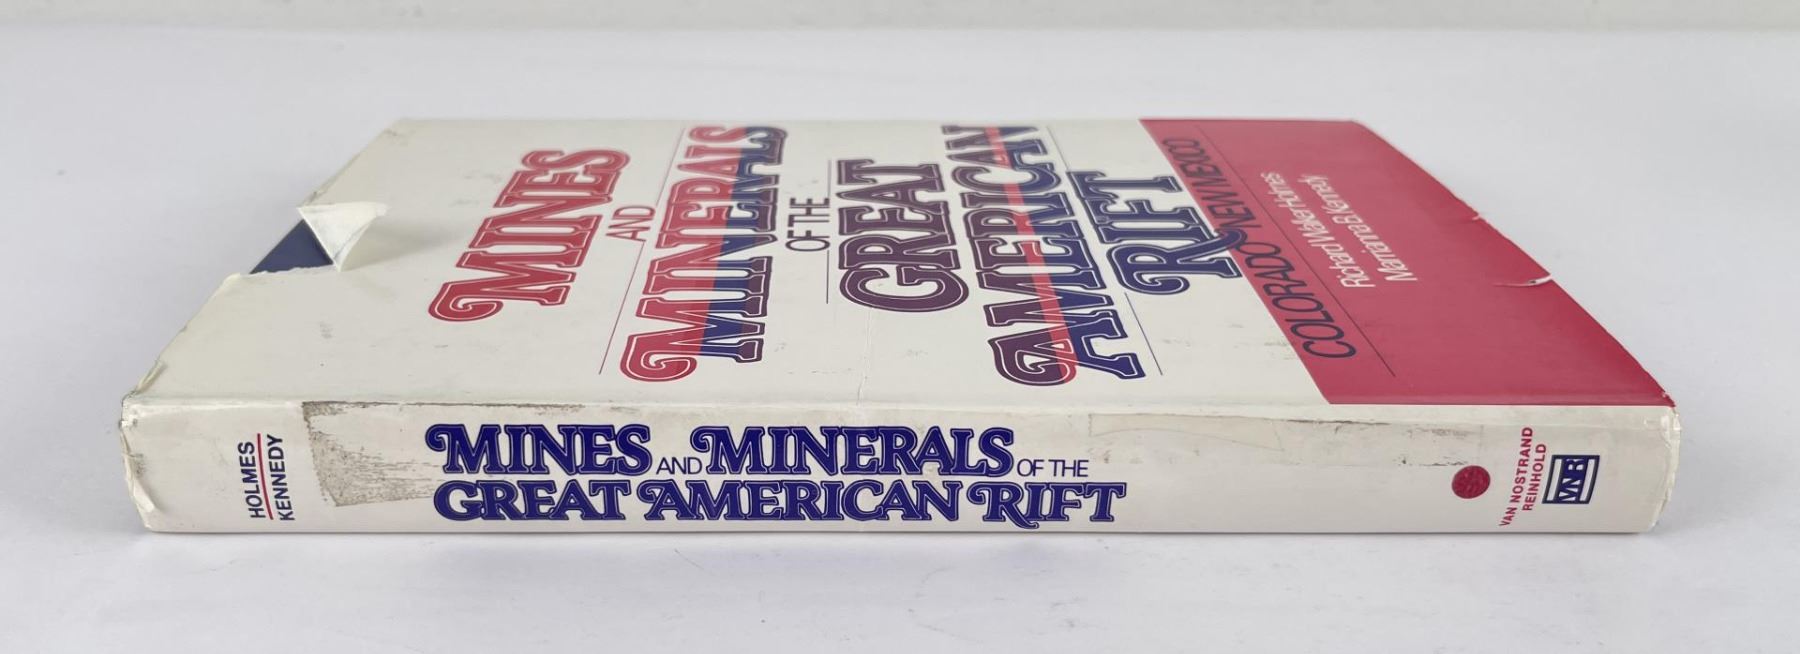 MINES
AND
MINERALS
OF THE
GREAT
AMERICAN
RIFT
COLORADO NEW MEXICO
Richard Walker Holmes
Marrianna B. Kennedy
HOLMES
KENNEDY
MINES AND MINERALS OF THE
GREAT AMERICAN RIFT
VAN NOSTRAND
REINHOLD
VNR